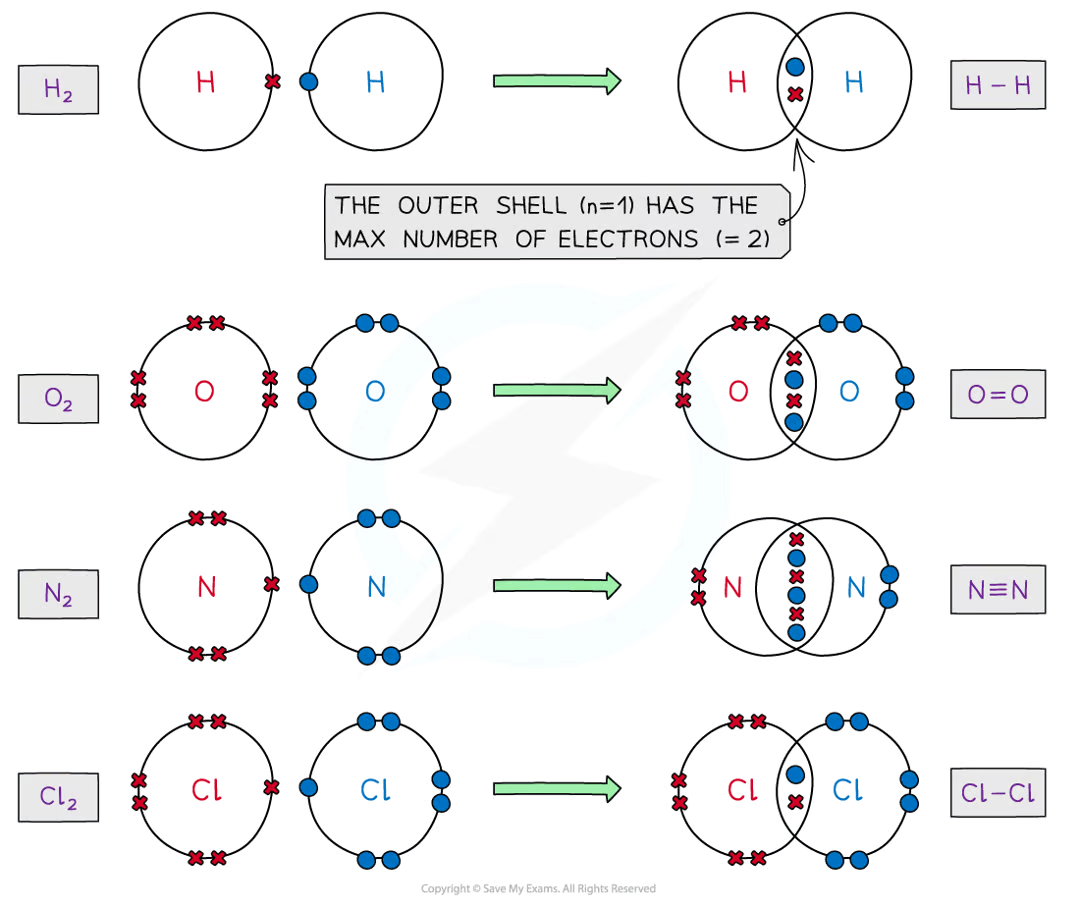 H₂ H H H H H – H
THE OUTER SHELL (n=1) HAS THE
MAX NUMBER OF ELECTRONS (= 2)
O₂ O O O O O=O
N₂ N N N N N≡N
Cl₂ Cl Cl Cl Cl Cl–Cl
Copyright © Save My Exams. All Rights Reserved